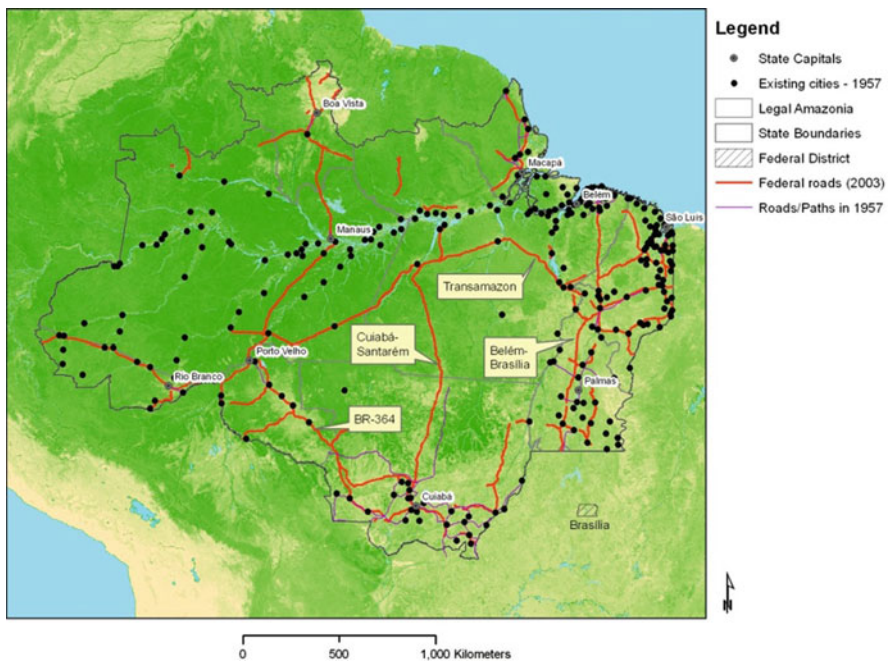 Legend
State Capitals
Existing cities - 1957
Legal Amazonia
State Boundaries
Federal District
Federal roads (2003)
Roads/Paths in 1957
Boa Vista
Macapá
Belém
São Luis
Manaus
Transamazon
Cuiabá-
Santarém
Belém-
Brasília
Porto Velho
Rio Branco
Palmas
BR-364
Cuiabá
Brasília
N
0 500 1,000 Kilometers